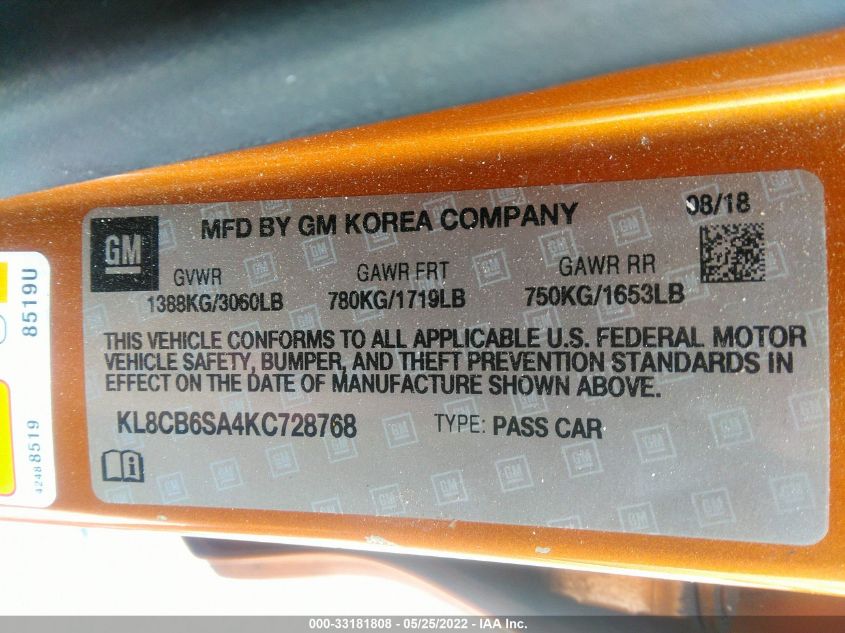 GM
MFD BY GM KOREA COMPANY
08/18
GVWR
GAWR FRT
GAWR RR
1388KG/3060LB
780KG/1719LB
750KG/1653LB
THIS VEHICLE CONFORMS TO ALL APPLICABLE U.S. FEDERAL MOTOR
VEHICLE SAFETY, BUMPER, AND THEFT PREVENTION STANDARDS IN
EFFECT ON THE DATE OF MANUFACTURE SHOWN ABOVE.
KL8CB6SA4KC728768
TYPE: PASS CAR
8519U
42488519
000-33181808 - 05/25/2022 - IAA Inc.